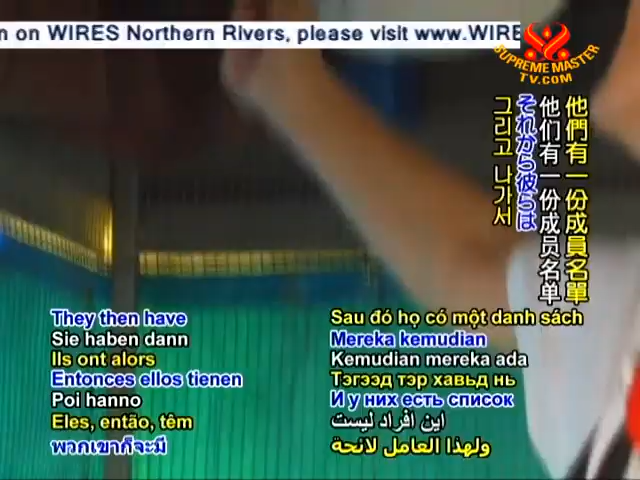 n on WIRES Northern Rivers, please visit www.WIRE
SUPREME MASTER
TV.COM
他們有一份成員名單
他们有一份成员名单
それから彼らは
그리고 나가서
They then have
Sie haben dann
Ils ont alors
Entonces ellos tienen
Poi hanno
Eles, então, têm
พวกเขาก็จะมี
Sau đó họ có một danh sách
Mereka kemudian
Kemudian mereka ada
Тэгээд тэр хавьд нь
И у них есть список
این افراد لیست
ولهذا العامل لائحة